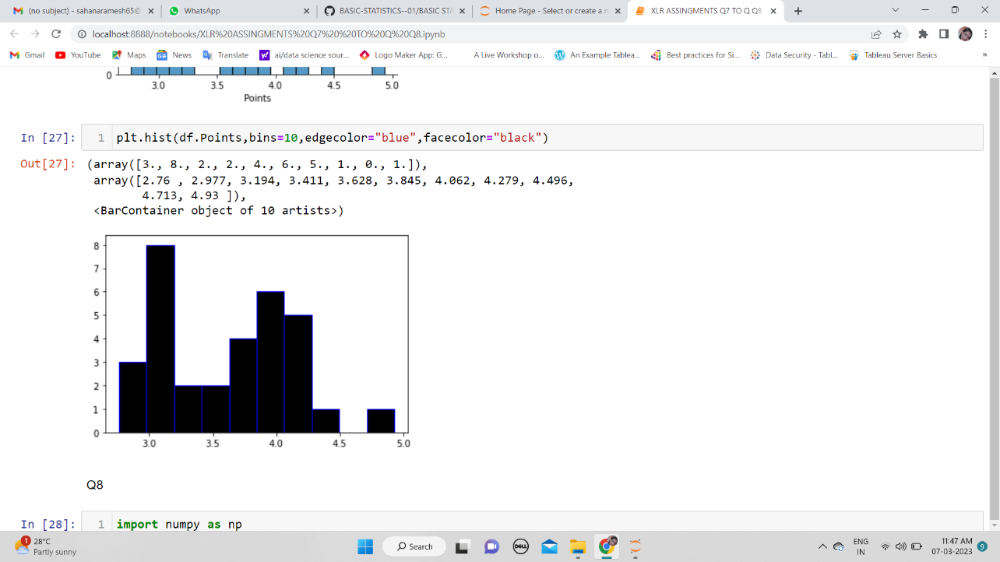 (no subject) - sahanaramesh65@
WhatsApp
BASIC-STATISTICS--01/BASIC STA
Home Page - Select or create a n
XLR ASSINGMENTS Q7 TO Q Q8
localhost:8888/notebooks/XLR%20ASSINGMENTS%20Q7%20%20TO%20Q%20Q8.ipynb
Gmail
YouTube
Maps
News
Translate
ai/data science sour...
Logo Maker App: G...
A Live Workshop o...
An Example Tablea...
Best practices for Si...
Data Security - Tabl...
Tableau Server Basics
»
0
3.0 3.5 4.0 4.5 5.0
Points
In [27]: 1 plt.hist(df.Points,bins=10,edgecolor="blue",facecolor="black")
Out[27]: (array([3., 8., 2., 2., 4., 6., 5., 1., 0., 1.]),
array([2.76 , 2.977, 3.194, 3.411, 3.628, 3.845, 4.062, 4.279, 4.496,
4.713, 4.93 ]),
<BarContainer object of 10 artists>)
8
7
6
5
4
3
2
1
0
3.0 3.5 4.0 4.5 5.0
Q8
In [28]: 1 import numpy as np
1
28°C
Partly sunny
Search
DELL
ENG
IN
11:47 AM
07-03-2023
9